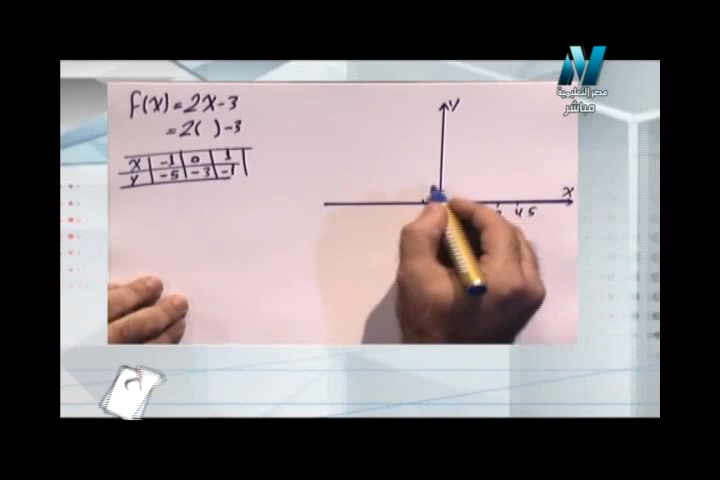 F(x) = 2x - 3
= 2( ) - 3
x | -1 | 0 | 1
y | -5 | -3 | -1
y
x
4 5
مصر التعليمية
مباشر